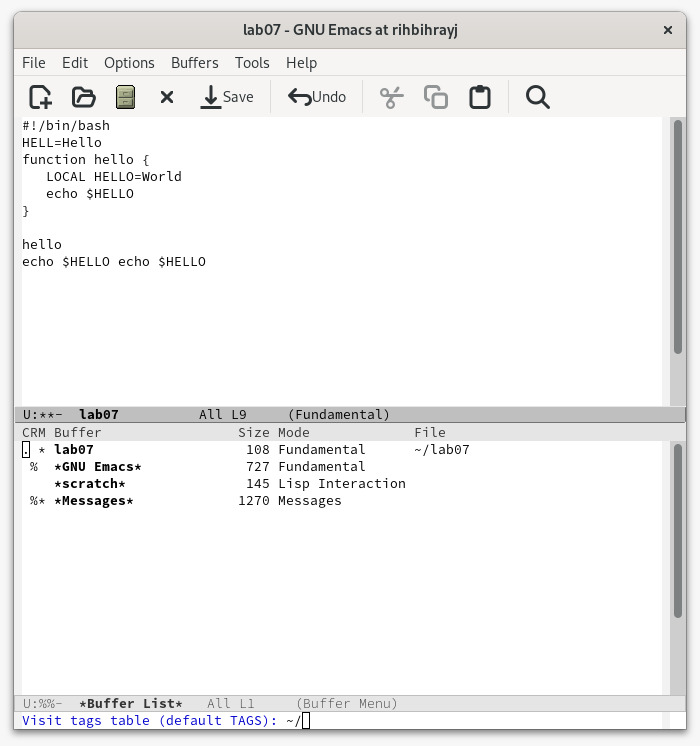 lab07 - GNU Emacs at rihbihrayj ×
File Edit Options Buffers Tools Help
Save Undo
#!/bin/bash
HELL=Hello
function hello {
   LOCAL HELLO=World
   echo $HELLO
}
hello
echo $HELLO echo $HELLO
U:**-  lab07          All L9     (Fundamental)
CRM Buffer                 Size Mode             File
. * lab07                   108 Fundamental      ~/lab07
 %  *GNU Emacs*             727 Fundamental
    *scratch*               145 Lisp Interaction
 %* *Messages*             1270 Messages
U:%%-  *Buffer List*   All L1     (Buffer Menu)
Visit tags table (default TAGS): ~/